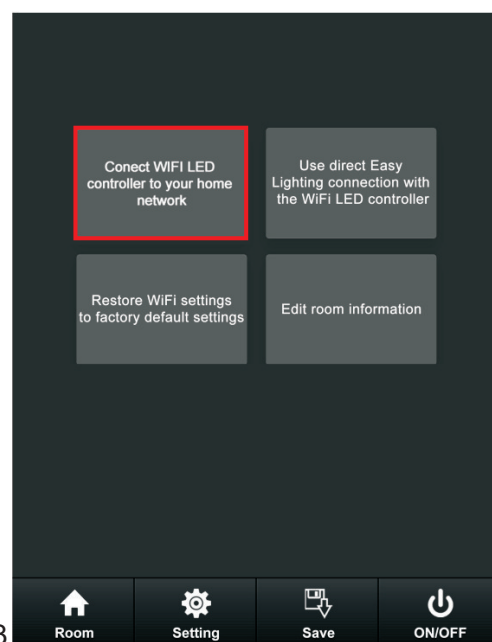 Conect WIFI LED
controller to your home
network
Use direct Easy
Lighting connection with
the WiFi LED controller
Restore WiFi settings
to factory default settings
Edit room information
3
Room
Setting
Save
ON/OFF